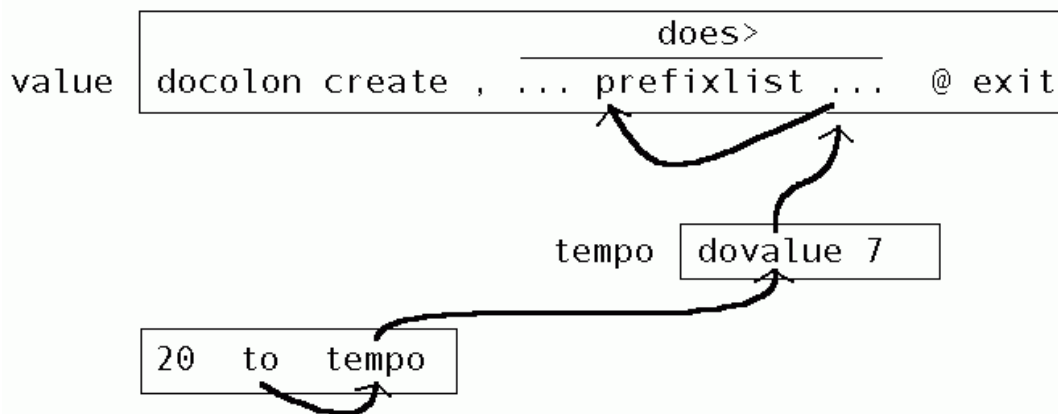 does>
value docolon create , ... prefixlist ... @ exit
tempo dovalue 7
20 to tempo